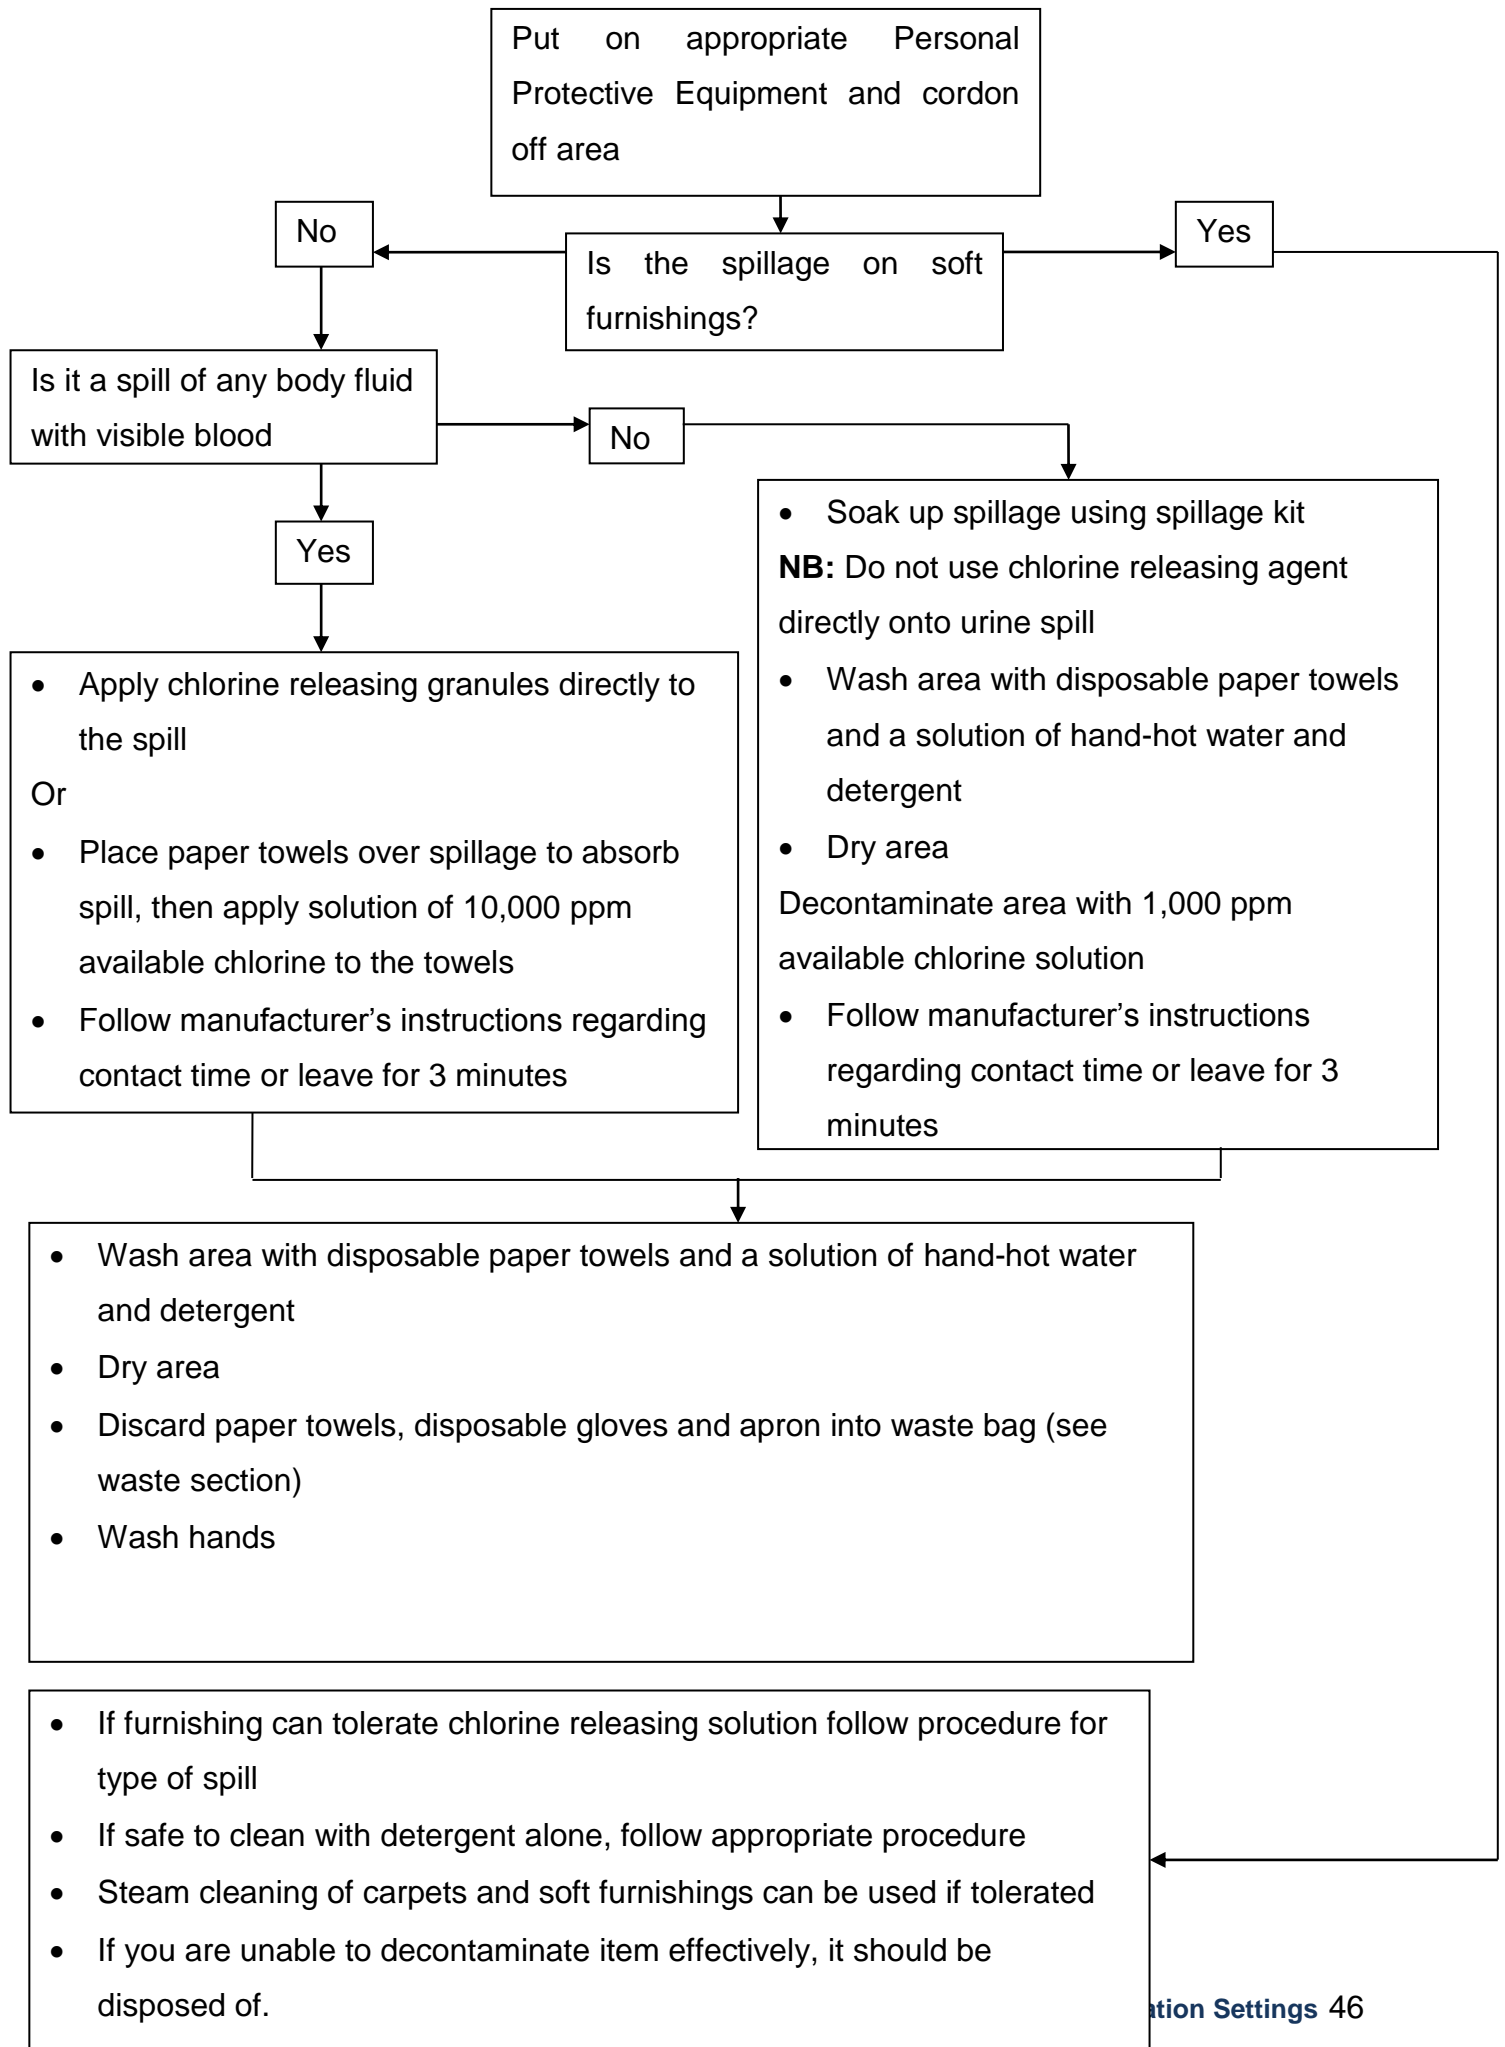 Put on appropriate Personal
Protective Equipment and cordon
off area
No
Yes
Is the spillage on soft
furnishings?
Is it a spill of any body fluid
with visible blood
No
Yes
• Soak up spillage using spillage kit
NB: Do not use chlorine releasing agent
directly onto urine spill
• Wash area with disposable paper towels
and a solution of hand-hot water and
detergent
• Dry area
Decontaminate area with 1,000 ppm
available chlorine solution
• Follow manufacturer’s instructions
regarding contact time or leave for 3
minutes
• Apply chlorine releasing granules directly to
the spill
Or
• Place paper towels over spillage to absorb
spill, then apply solution of 10,000 ppm
available chlorine to the towels
• Follow manufacturer’s instructions regarding
contact time or leave for 3 minutes
• Wash area with disposable paper towels and a solution of hand-hot water
and detergent
• Dry area
• Discard paper towels, disposable gloves and apron into waste bag (see
waste section)
• Wash hands
• If furnishing can tolerate chlorine releasing solution follow procedure for
type of spill
• If safe to clean with detergent alone, follow appropriate procedure
• Steam cleaning of carpets and soft furnishings can be used if tolerated
• If you are unable to decontaminate item effectively, it should be
disposed of.
Settings 46